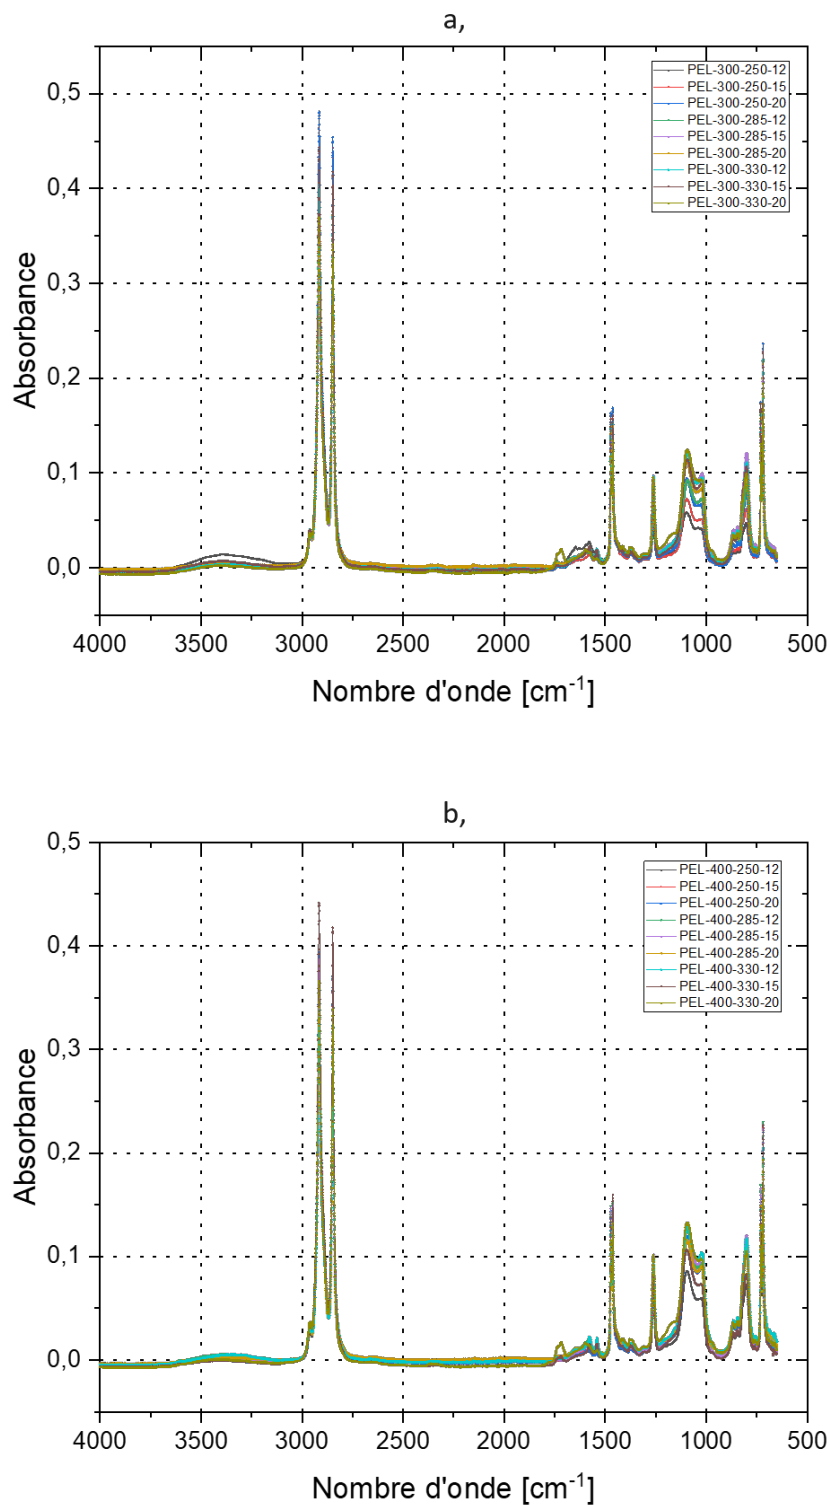 a,
0,5
0,4
0,3
0,2
0,1
0,0
Absorbance
PEL-300-250-12
PEL-300-250-15
PEL-300-250-20
PEL-300-285-12
PEL-300-285-15
PEL-300-285-20
PEL-300-330-12
PEL-300-330-15
PEL-300-330-20
4000 3500 3000 2500 2000 1500 1000 500
Nombre d'onde [cm⁻¹]
b,
0,5
0,4
0,3
0,2
0,1
0,0
Absorbance
PEL-400-250-12
PEL-400-250-15
PEL-400-250-20
PEL-400-285-12
PEL-400-285-15
PEL-400-285-20
PEL-400-330-12
PEL-400-330-15
PEL-400-330-20
4000 3500 3000 2500 2000 1500 1000 500
Nombre d'onde [cm⁻¹]